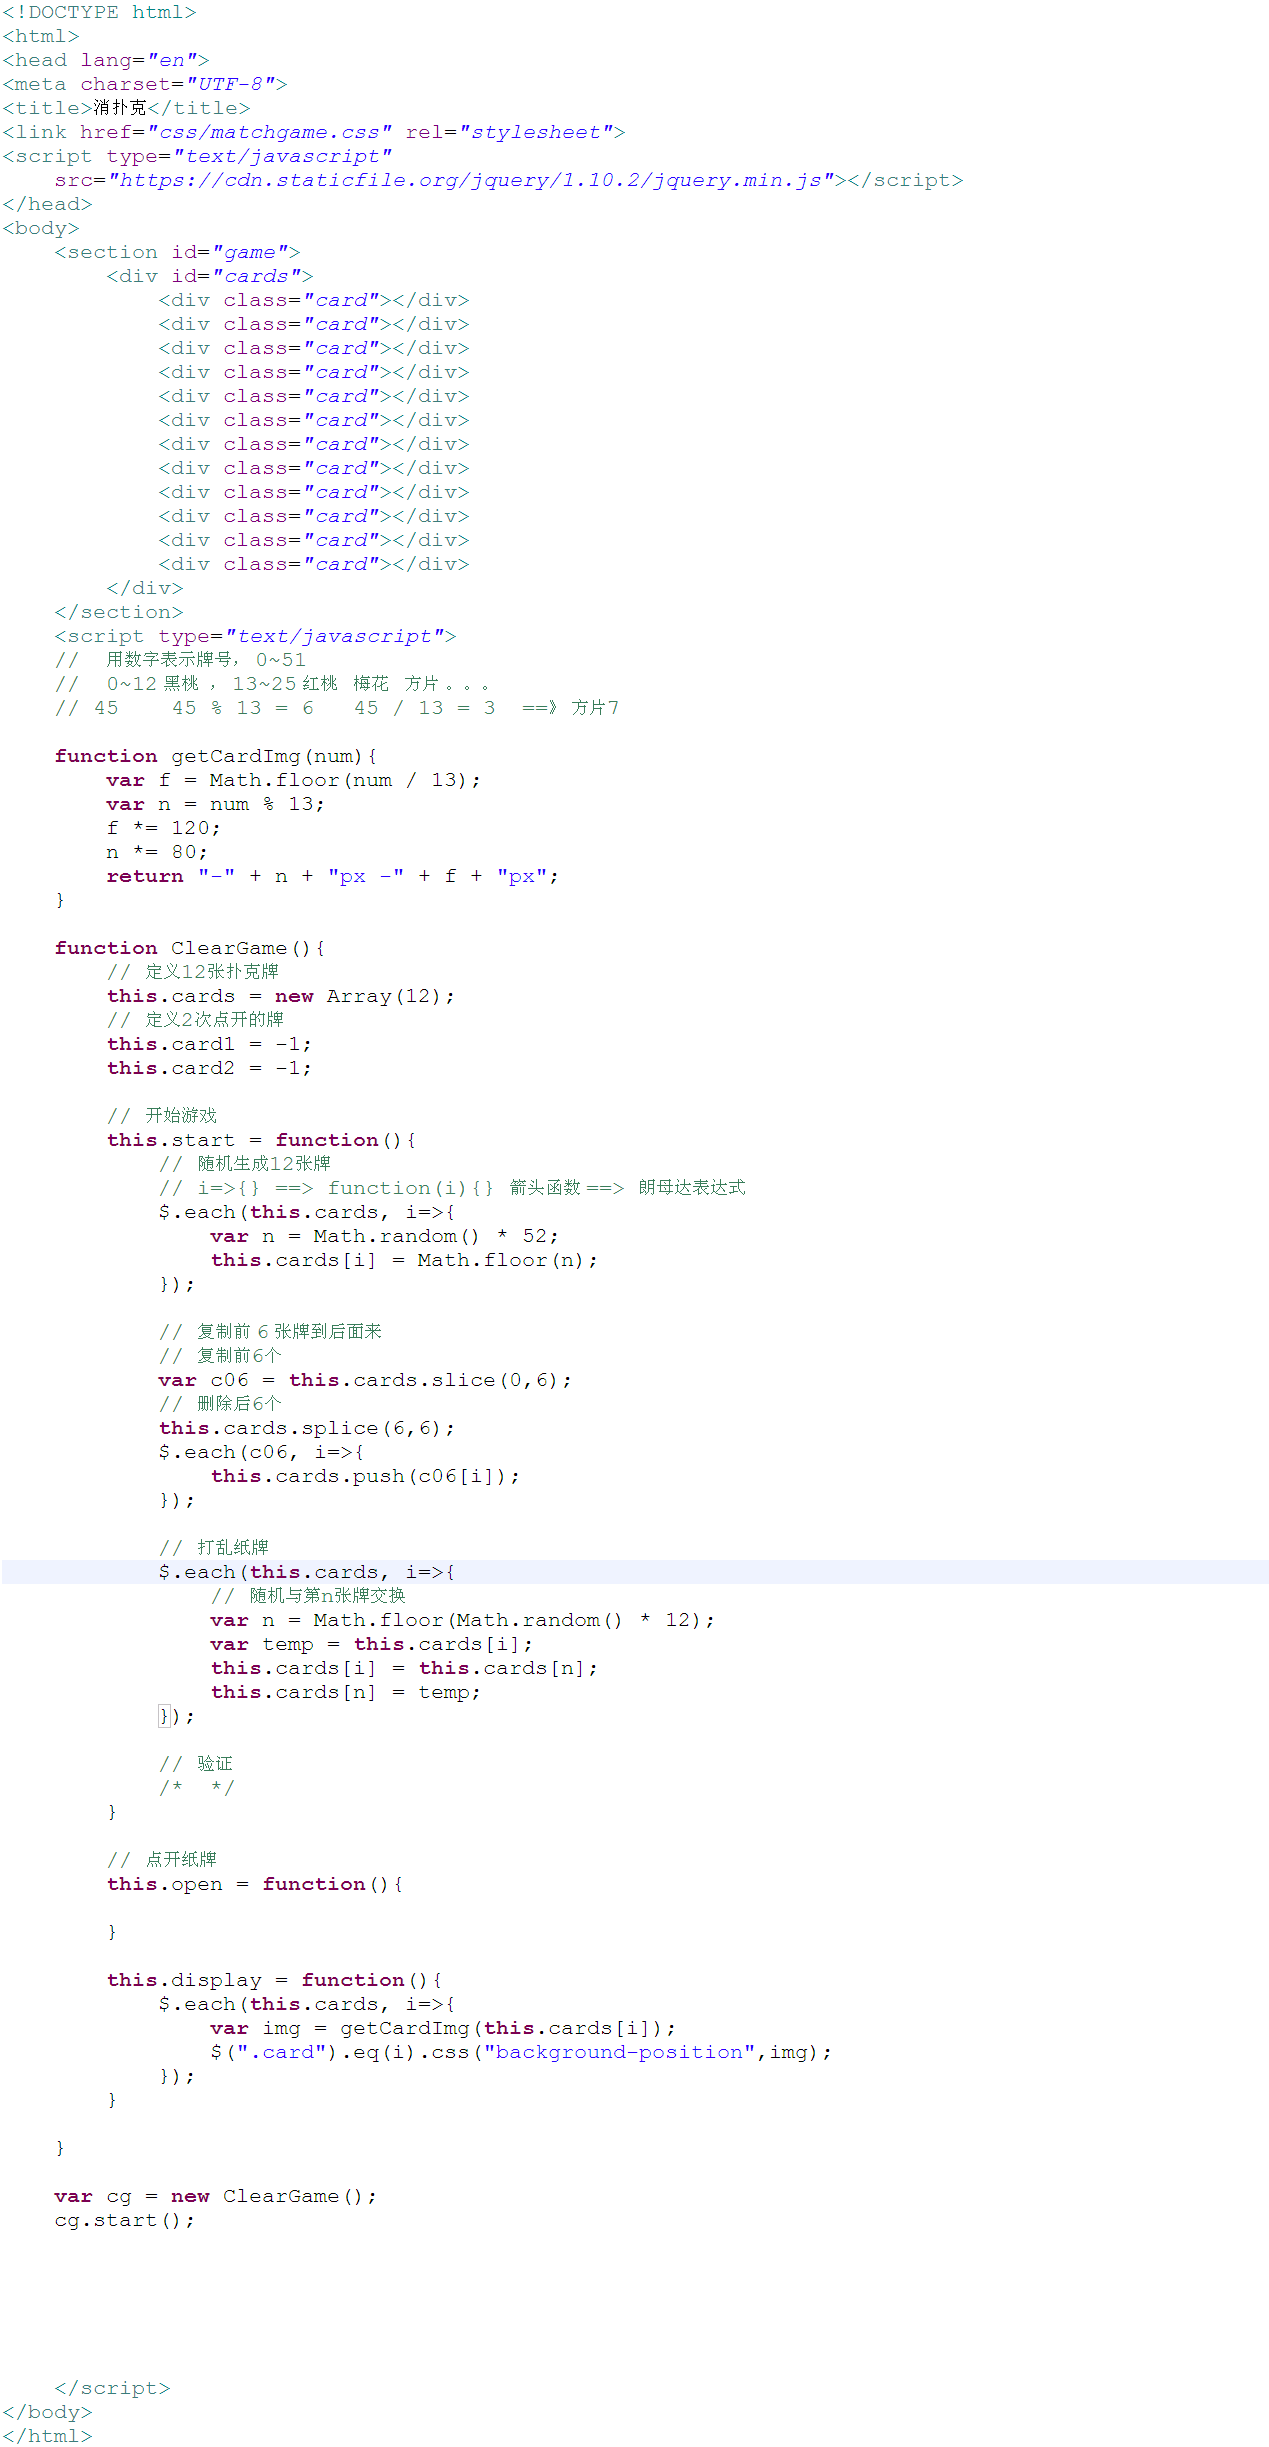 <!DOCTYPE html>
<html>
<head lang="en">
<meta charset="UTF-8">
<title>消扑克</title>
<link href="css/matchgame.css" rel="stylesheet">
<script type="text/javascript"
    src="https://cdn.staticfile.org/jquery/1.10.2/jquery.min.js"></script>
</head>
<body>
    <section id="game">
        <div id="cards">
            <div class="card"></div>
            <div class="card"></div>
            <div class="card"></div>
            <div class="card"></div>
            <div class="card"></div>
            <div class="card"></div>
            <div class="card"></div>
            <div class="card"></div>
            <div class="card"></div>
            <div class="card"></div>
            <div class="card"></div>
            <div class="card"></div>
        </div>
    </section>
    <script type="text/javascript">
    //  用数字表示牌号, 0~51
    //  0~12 黑桃 , 13~25 红桃  梅花  方片 。。。
    // 45    45 % 13 = 6   45 / 13 = 3  ==》 方片7

    function getCardImg(num){
        var f = Math.floor(num / 13);
        var n = num % 13;
        f *= 120;
        n *= 80;
        return "-" + n + "px -" + f + "px";
    }

    function ClearGame(){
        // 定义12张扑克牌
        this.cards = new Array(12);
        // 定义2次点开的牌
        this.card1 = -1;
        this.card2 = -1;

        // 开始游戏
        this.start = function(){
            // 随机生成12张牌
            // i=>{} ==> function(i){} 箭头函数 ==> 朗母达表达式
            $.each(this.cards, i=>{
                var n = Math.random() * 52;
                this.cards[i] = Math.floor(n);
            });

            // 复制前 6 张牌到后面来
            // 复制前6个
            var c06 = this.cards.slice(0,6);
            // 删除后6个
            this.cards.splice(6,6);
            $.each(c06, i=>{
                this.cards.push(c06[i]);
            });

            // 打乱纸牌
            $.each(this.cards, i=>{
                // 随机与第n张牌交换
                var n = Math.floor(Math.random() * 12);
                var temp = this.cards[i];
                this.cards[i] = this.cards[n];
                this.cards[n] = temp;
            });

            // 验证
            /*  */
        }

        // 点开纸牌
        this.open = function(){

        }

        this.display = function(){
            $.each(this.cards, i=>{
                var img = getCardImg(this.cards[i]);
                $(".card").eq(i).css("background-position",img);
            });
        }

    }

    var cg = new ClearGame();
    cg.start();

    </script>
</body>
</html>